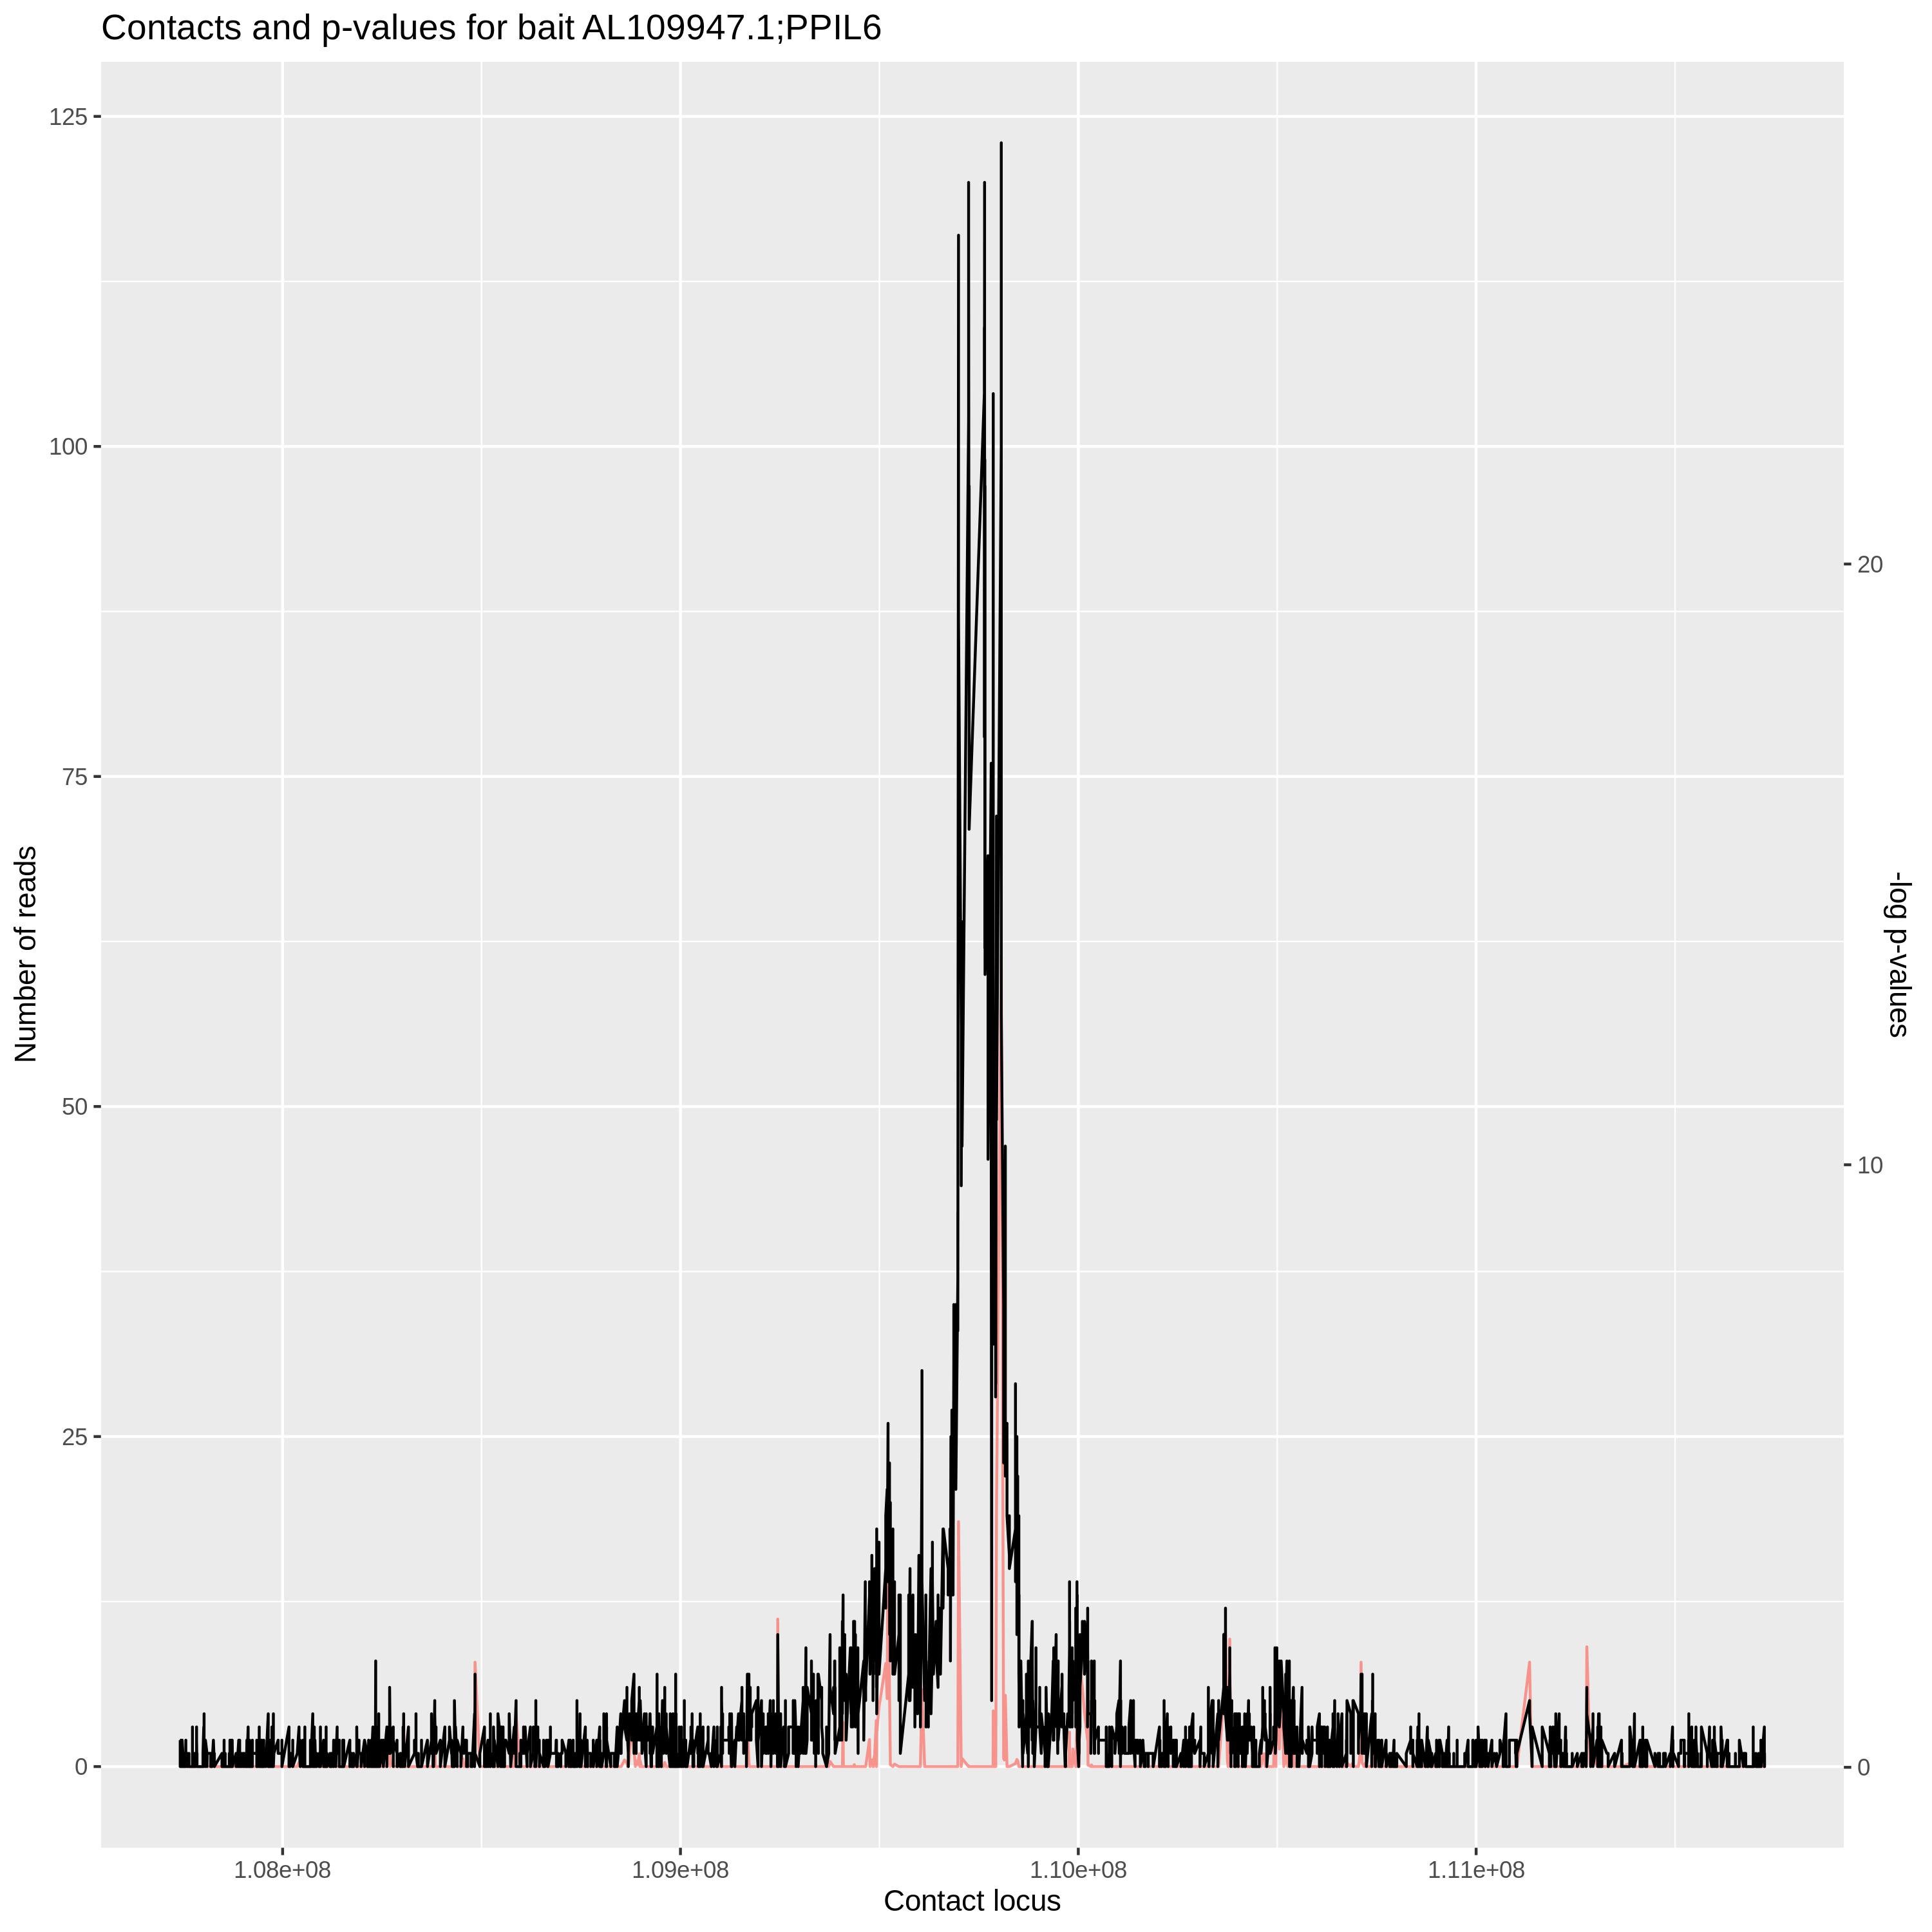 Contacts and p-values for bait AL109947.1;PPIL6
125
100
75
50
25
0
Number of reads
20
10
0
-log p-values
1.08e+08
1.09e+08
1.10e+08
1.11e+08
Contact locus